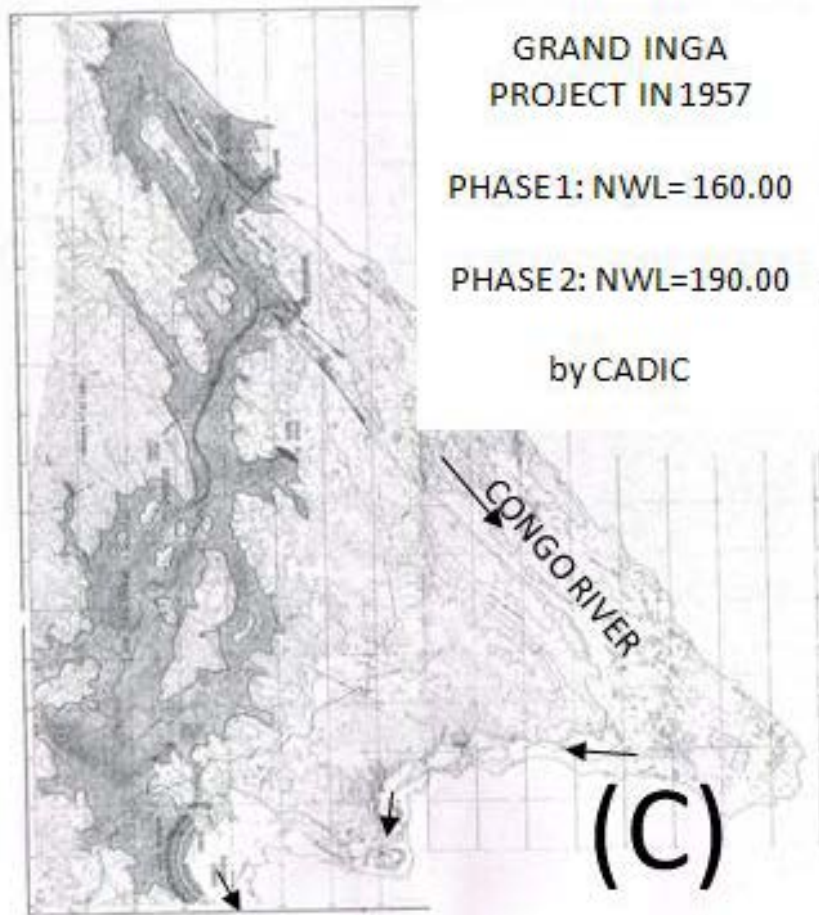 GRAND INGA
PROJECT IN 1957
PHASE 1: NWL= 160.00
PHASE 2: NWL=190.00
by CADIC
CONGO RIVER
(C)